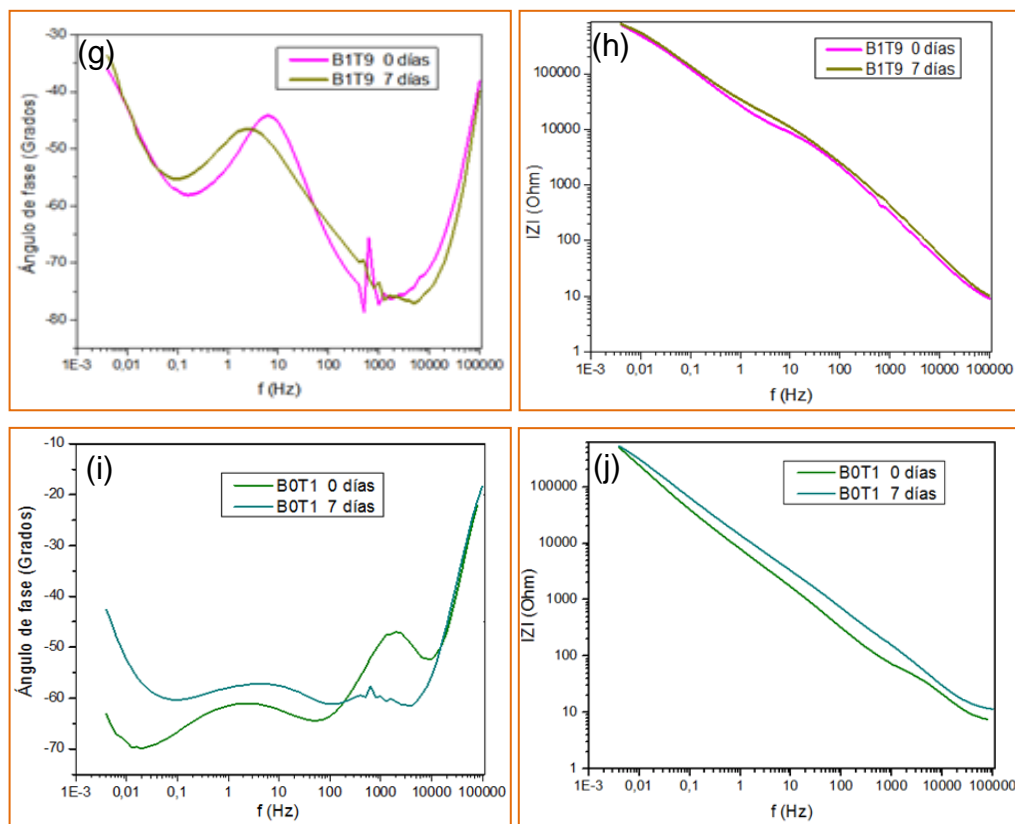 (g)
B1T9 0 días
B1T9 7 días
Ángulo de fase (Grados)
-30
-40
-50
-60
-70
-80
1E-3 0,01 0,1 1 10 100 1000 10000 100000
f (Hz)
(h)
B1T9 0 días
B1T9 7 días
IZI (Ohm)
100000
10000
1000
100
10
1
1E-3 0,01 0,1 1 10 100 1000 10000 100000
f (Hz)
(i)
B0T1 0 días
B0T1 7 días
Ángulo de fase (Grados)
-10
-20
-30
-40
-50
-60
-70
1E-3 0,01 0,1 1 10 100 1000 10000 100000
f (Hz)
(j)
B0T1 0 días
B0T1 7 días
IZI (Ohm)
100000
10000
1000
100
10
1
1E-3 0,01 0,1 1 10 100 1000 10000 100000
f (Hz)